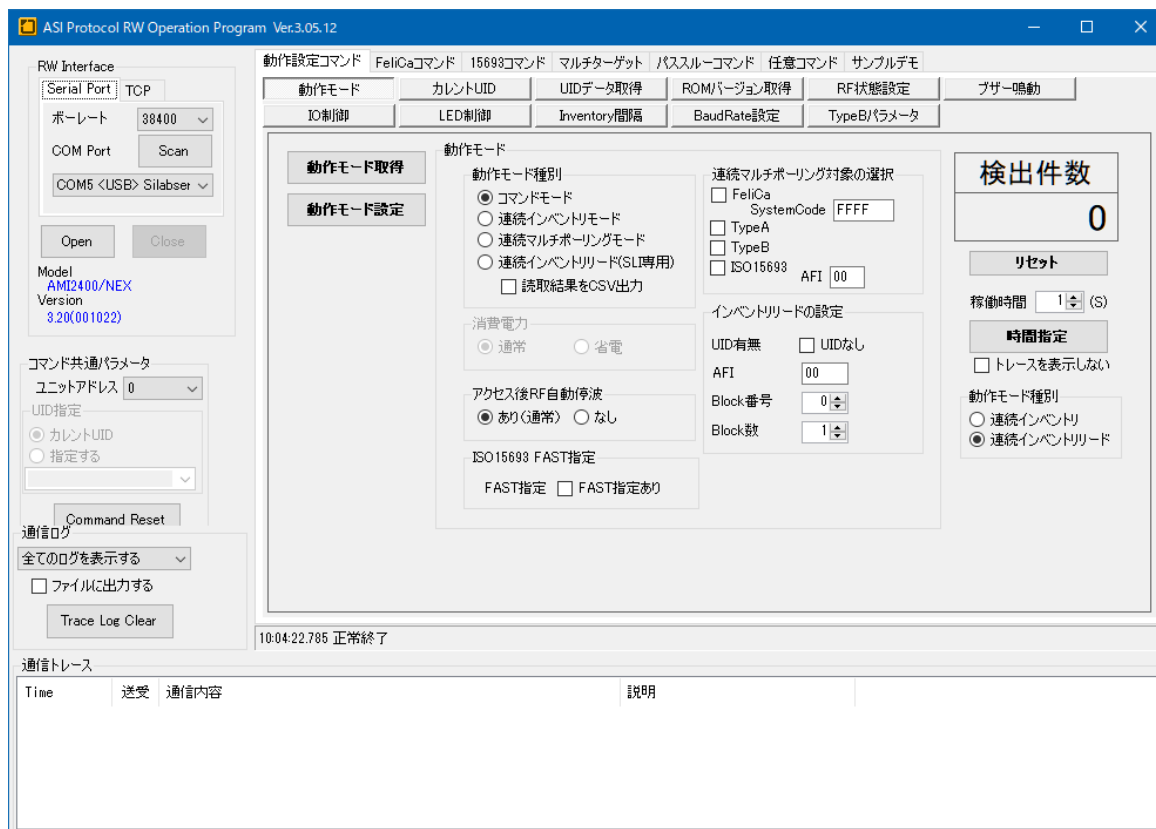 ASI Protocol RW Operation Program Ver.3.05.12
RW Interface
Serial Port TCP
ボーレート 38400
COM Port Scan
COM5 <USB> Silabser
Open Close
Model
AMI2400/NEX
Version
3.20(001022)
コマンド共通パラメータ
ユニットアドレス 0
UID指定
カレントUID
指定する
Command Reset
通信ログ
全てのログを表示する
ファイルに出力する
Trace Log Clear
動作設定コマンド FeliCaコマンド 15693コマンド マルチターゲット パススルーコマンド 任意コマンド サンプルデモ
動作モード カレントUID UIDデータ取得 ROMバージョン取得 RF状態設定 ブザー鳴動
IO制御 LED制御 Inventory間隔 BaudRate設定 TypeBパラメータ
動作モード取得
動作モード設定
動作モード
動作モード種別
コマンドモード
連続インベントリモード
連続マルチポーリングモード
連続インベントリリード(SLI専用)
読取結果をCSV出力
消費電力
通常 省電
アクセス後RF自動停波
あり(通常) なし
ISO15693 FAST指定
FAST指定 FAST指定あり
連続マルチポーリング対象の選択
FeliCa
SystemCode FFFF
TypeA
TypeB
ISO15693 AFI 00
インベントリリードの設定
UID有無 UIDなし
AFI 00
Block番号 0
Block数 1
検出件数
0
リセット
稼働時間 1 (S)
時間指定
トレースを表示しない
動作モード種別
連続インベントリ
連続インベントリリード
10:04:22.785 正常終了
通信トレース
Time 送受 通信内容 説明